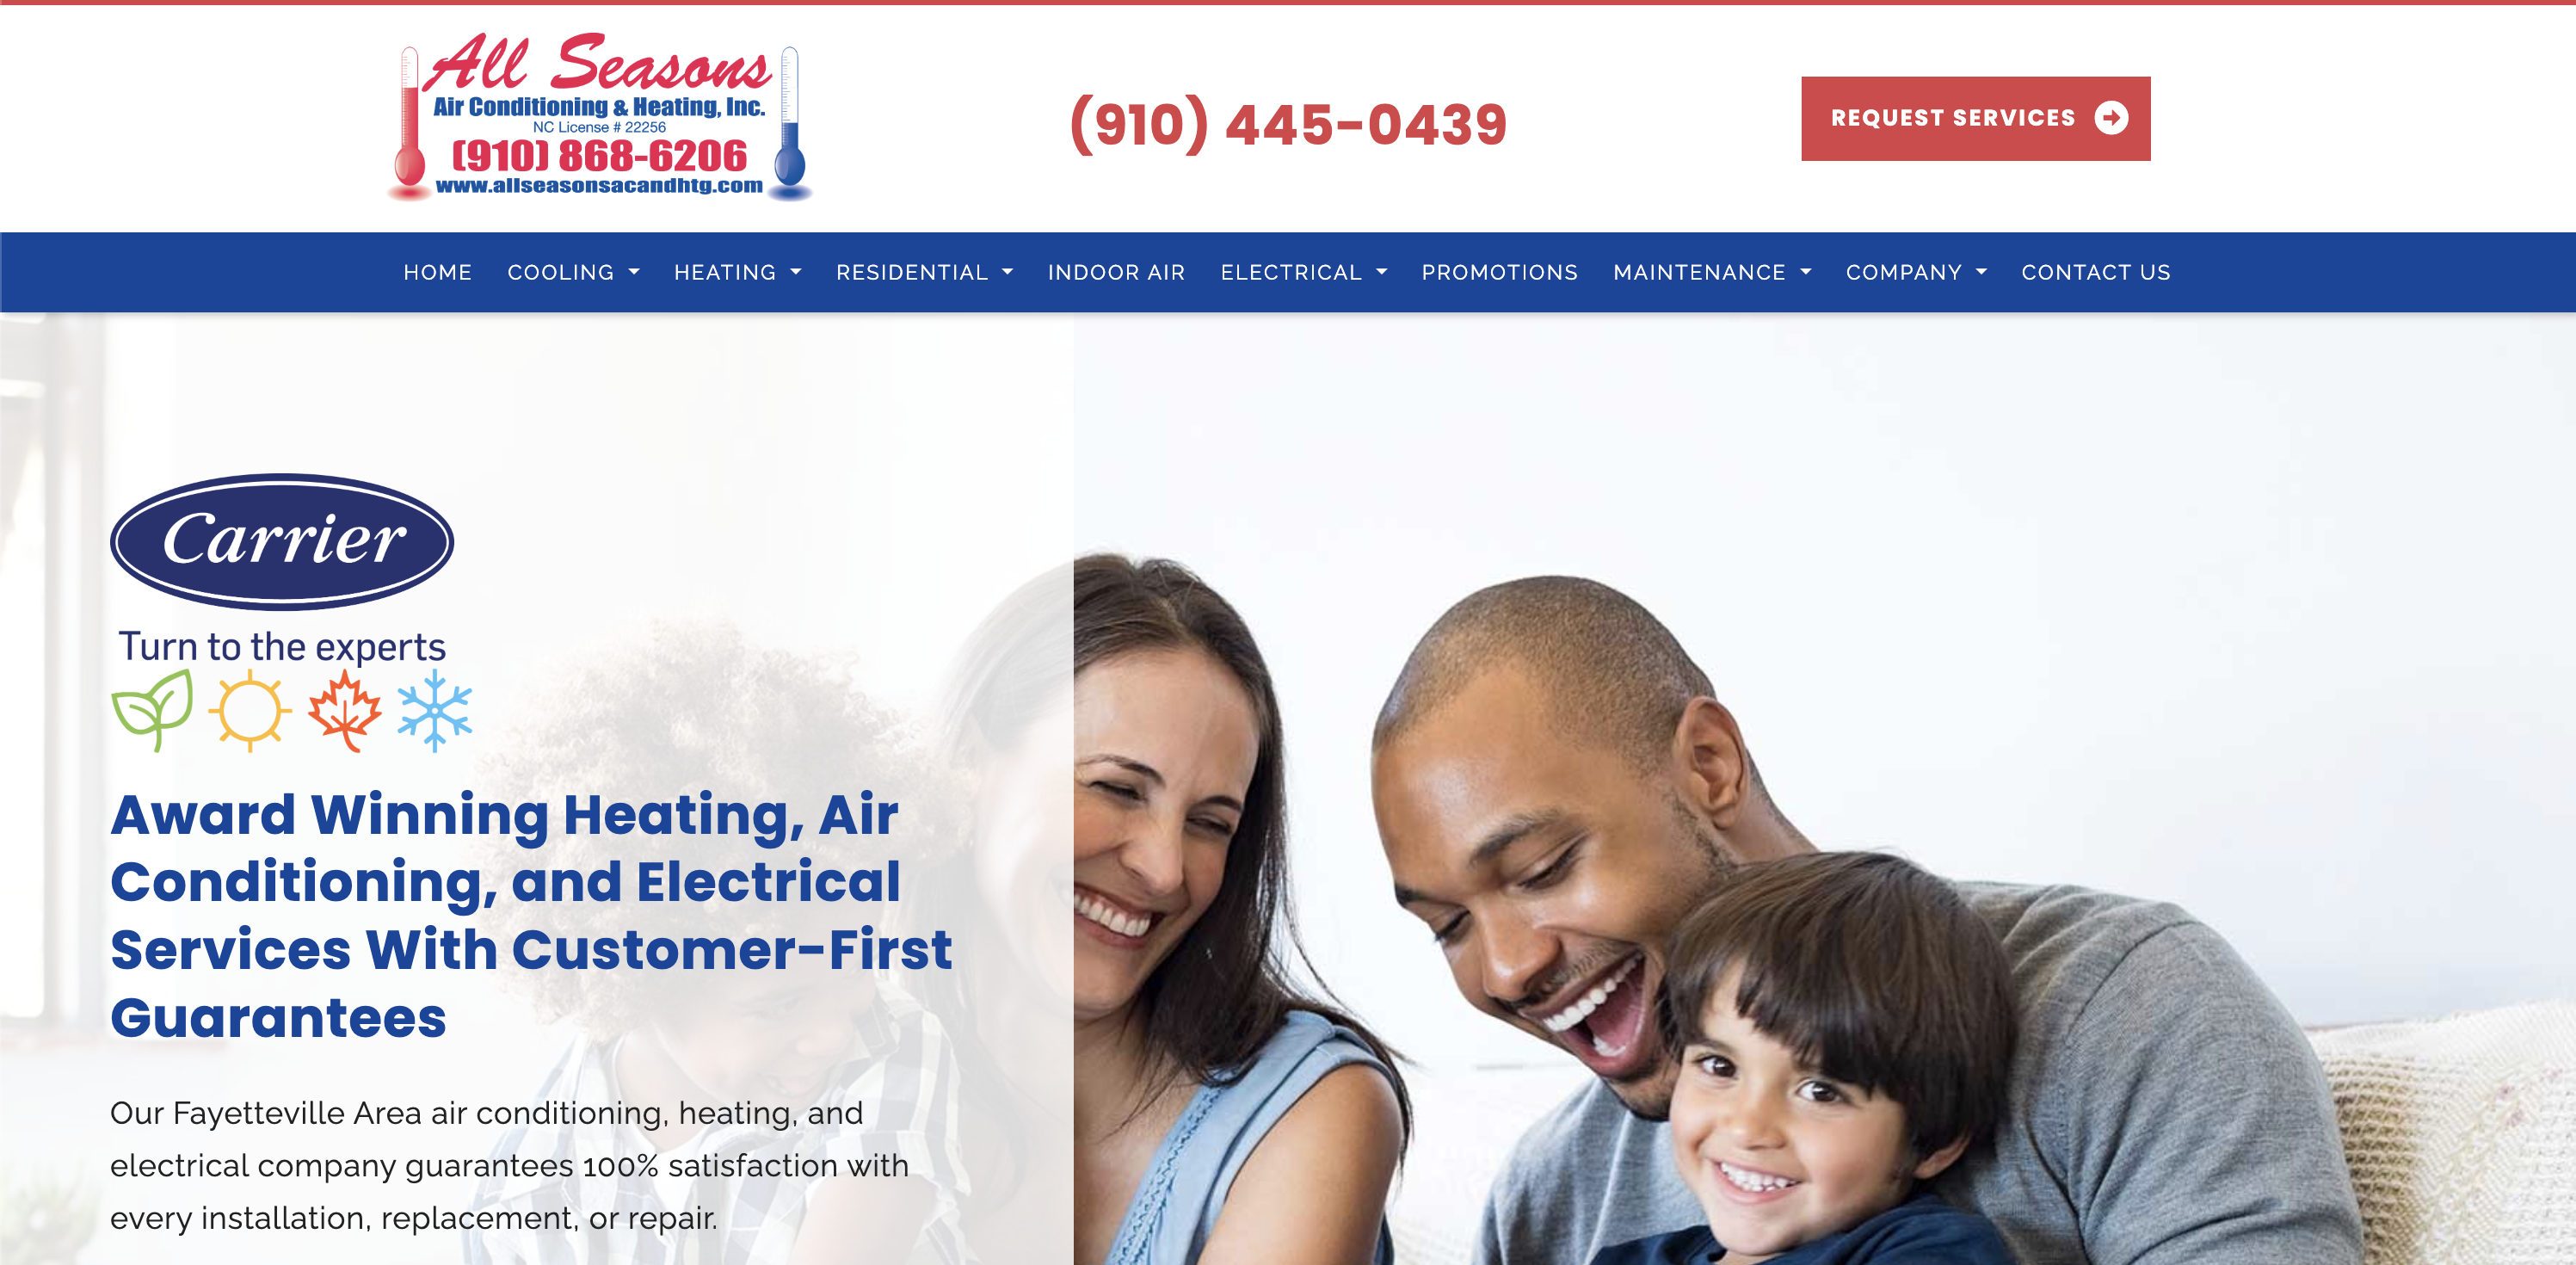 All Seasons
Air Conditioning & Heating, Inc.
NC License # 22256
(910) 868-6206
www.allseasonsacandhtg.com
(910) 445-0439
REQUEST SERVICES
HOME COOLING HEATING RESIDENTIAL INDOOR AIR ELECTRICAL PROMOTIONS MAINTENANCE COMPANY CONTACT US
Carrier
Turn to the experts
Award Winning Heating, Air
Conditioning, and Electrical
Services With Customer-First
Guarantees
Our Fayetteville Area air conditioning, heating, and
electrical company guarantees 100% satisfaction with
every installation, replacement, or repair.